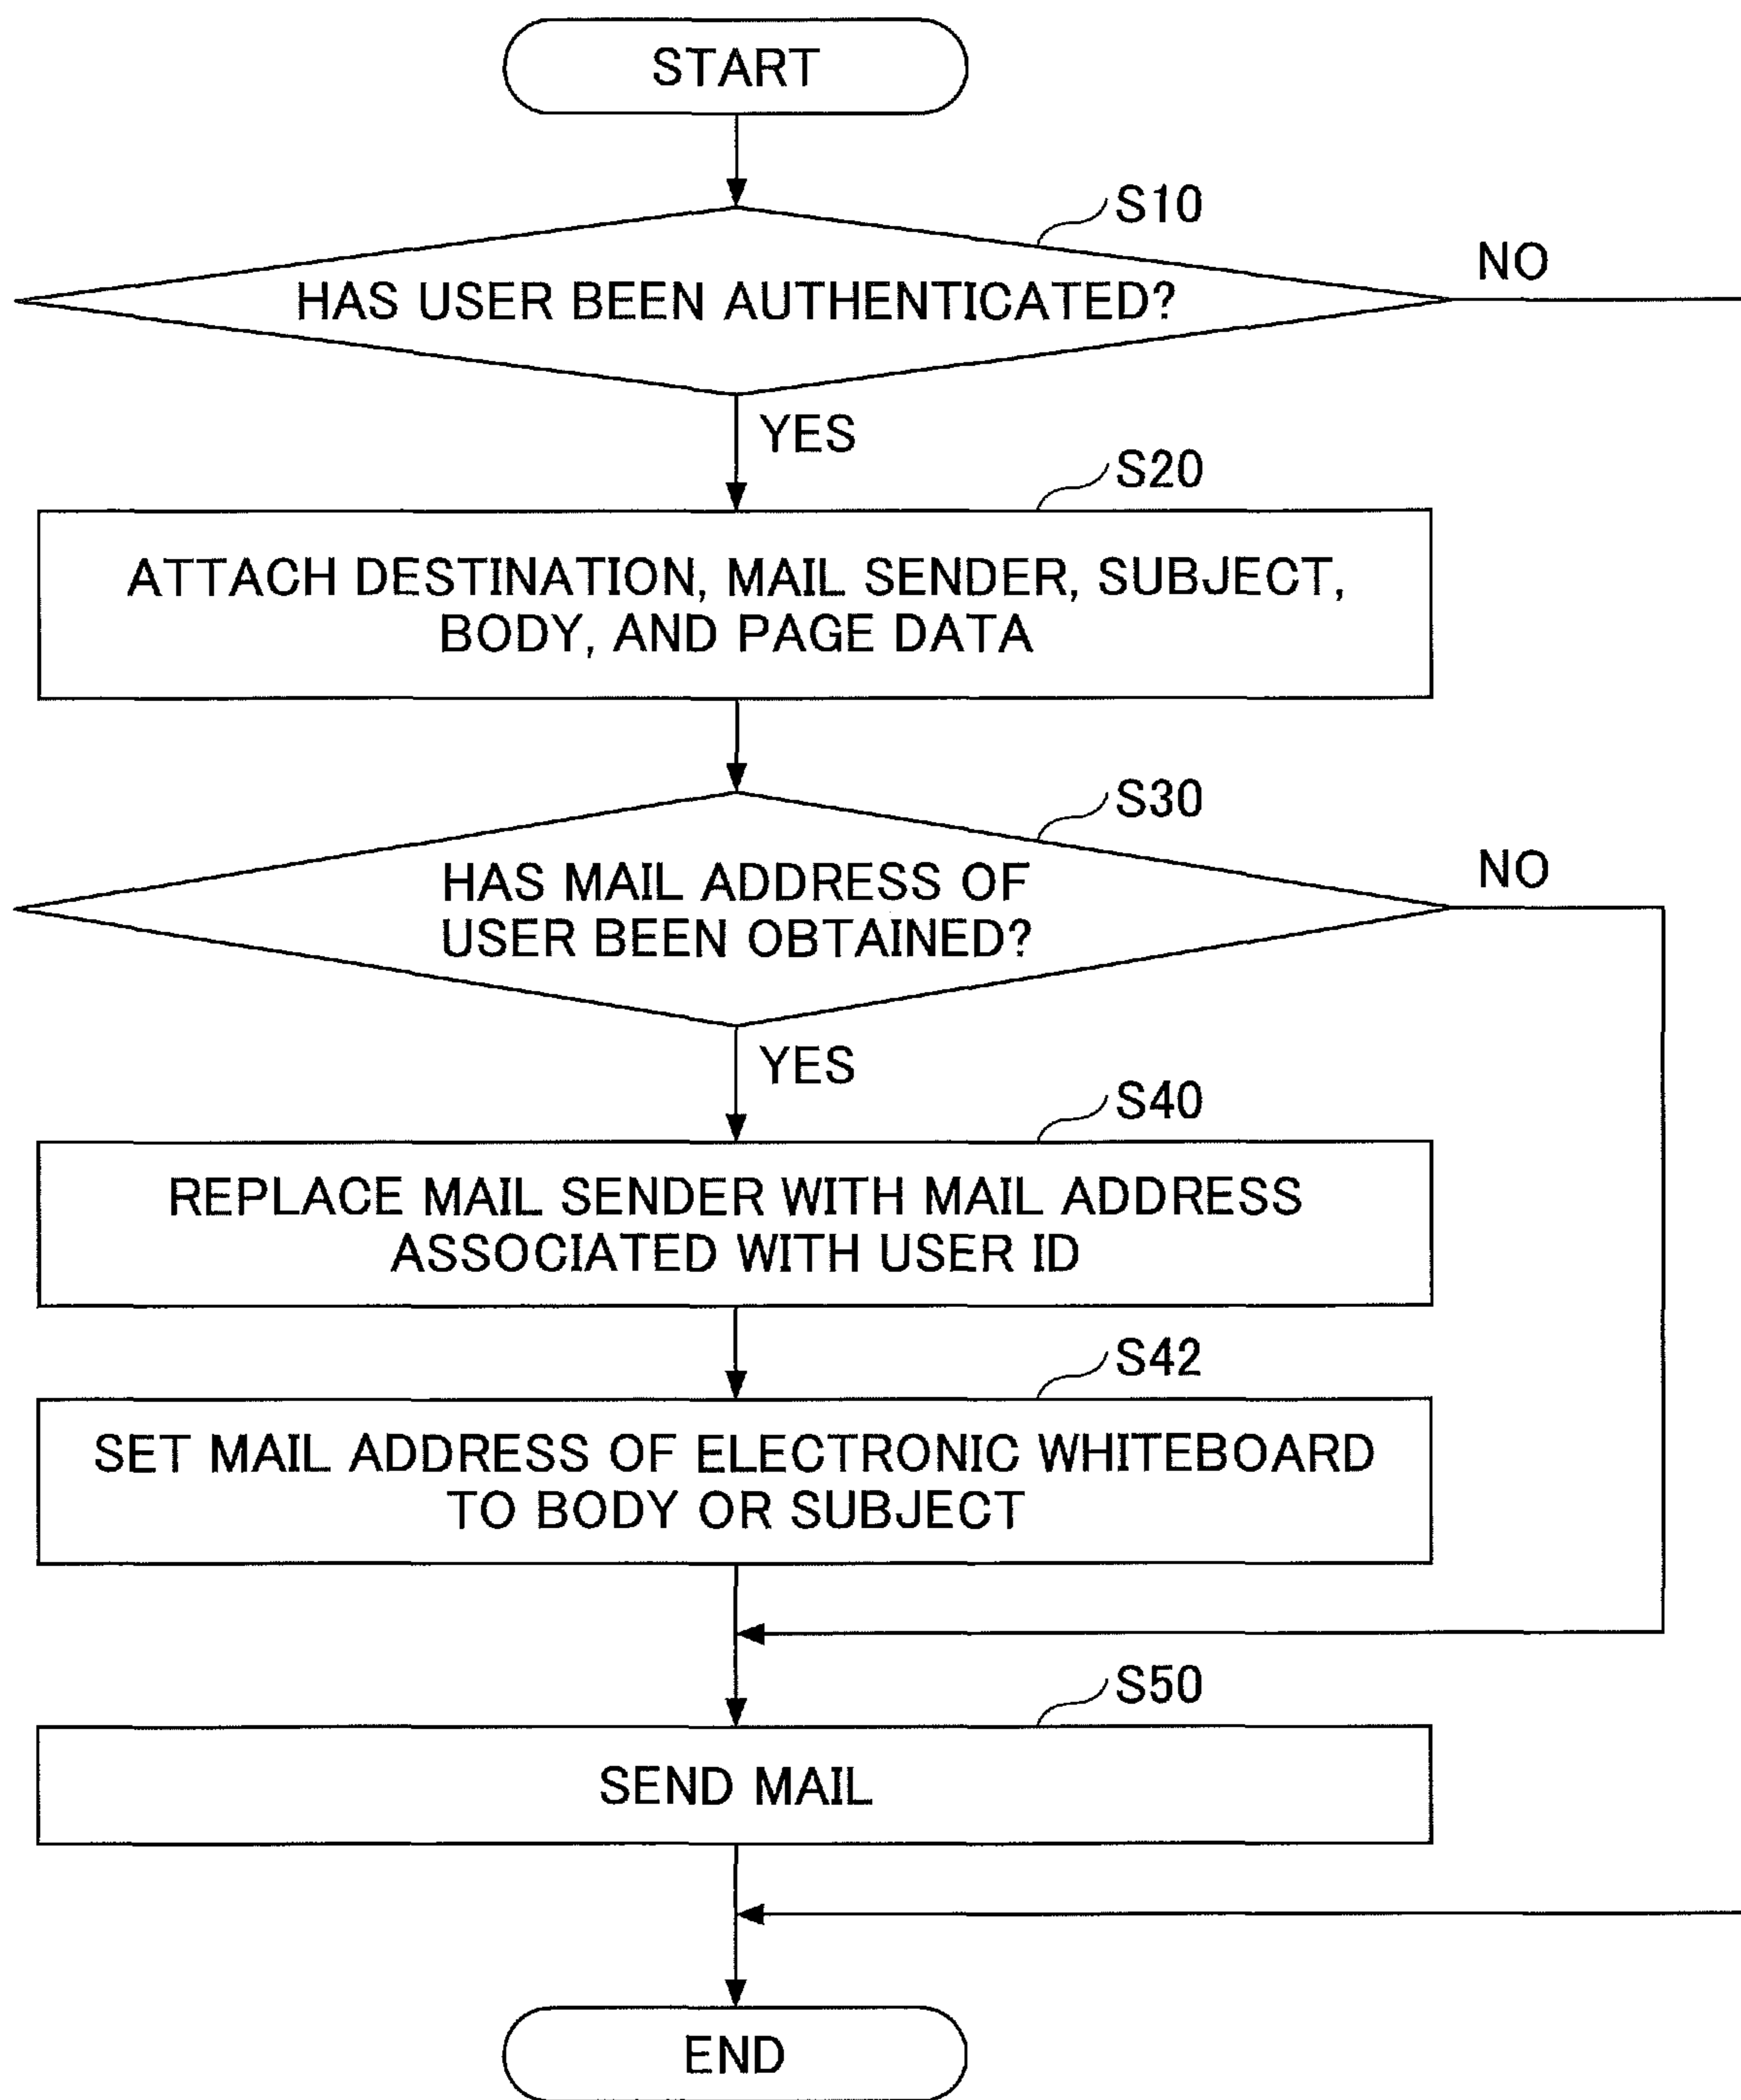 START
S10
HAS USER BEEN AUTHENTICATED?
NO
YES
S20
ATTACH DESTINATION, MAIL SENDER, SUBJECT,
BODY, AND PAGE DATA
S30
HAS MAIL ADDRESS OF
USER BEEN OBTAINED?
NO
YES
S40
REPLACE MAIL SENDER WITH MAIL ADDRESS
ASSOCIATED WITH USER ID
S42
SET MAIL ADDRESS OF ELECTRONIC WHITEBOARD
TO BODY OR SUBJECT
S50
SEND MAIL
END